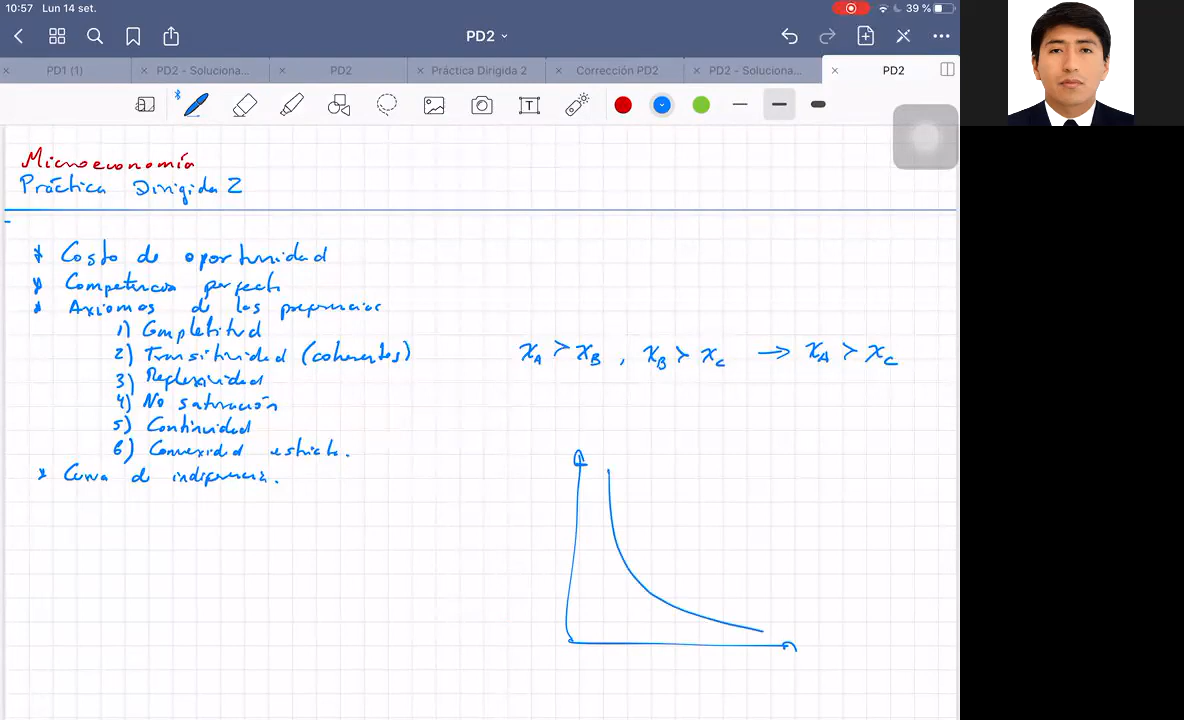 10:57 Lun 14 set. 39 %
PD2
PD1 (1) PD2 - Soluciona... PD2 Práctica Dirigida 2 Corrección PD2 PD2 - Soluciona... PD2
Microeconomía
Práctica Dirigida 2
* Costo de oportunidad
* Competencia perfecta
* Axiomas de las preferencias
1) Completitud
2) Transitividad (coherentes)
3) Reflexividad
4) No saturación
5) Continuidad
6) Convexidad estricta.
* Curva de indiferencia.
x_A > x_B , x_B > x_C → x_A > x_C